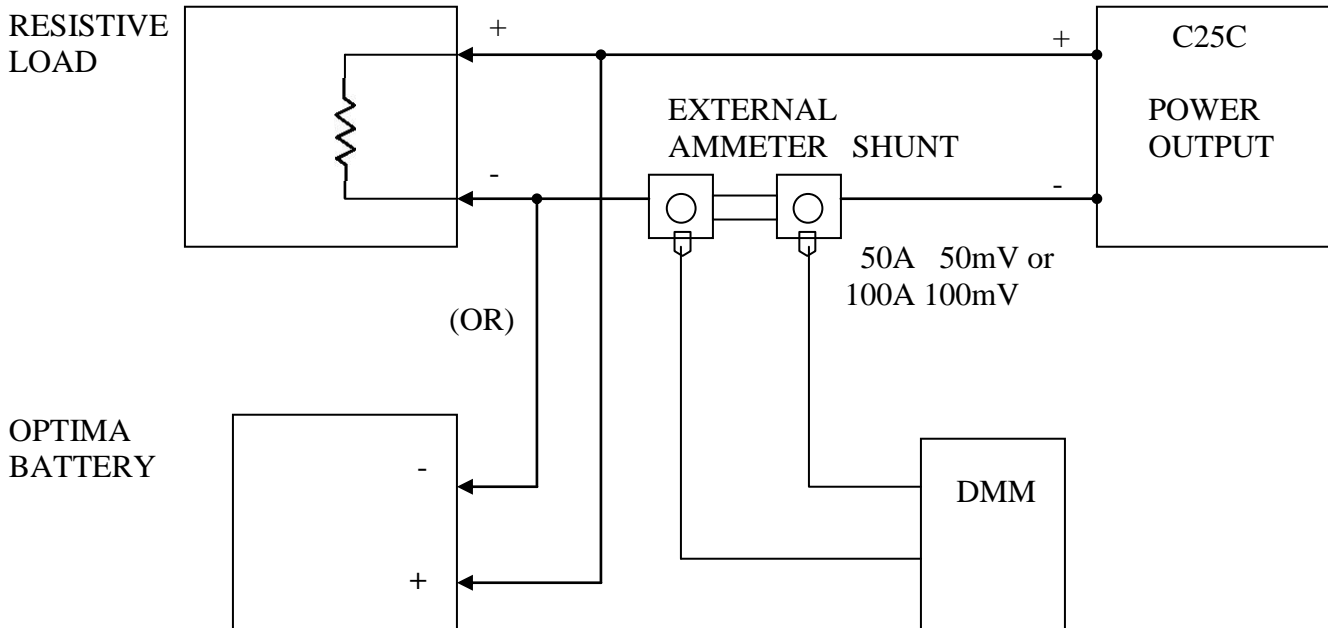 RESISTIVE
LOAD
+
+
C25C
EXTERNAL
AMMETER SHUNT
POWER
OUTPUT
-
-
50A 50mV or
100A 100mV
(OR)
OPTIMA
BATTERY
-
DMM
+